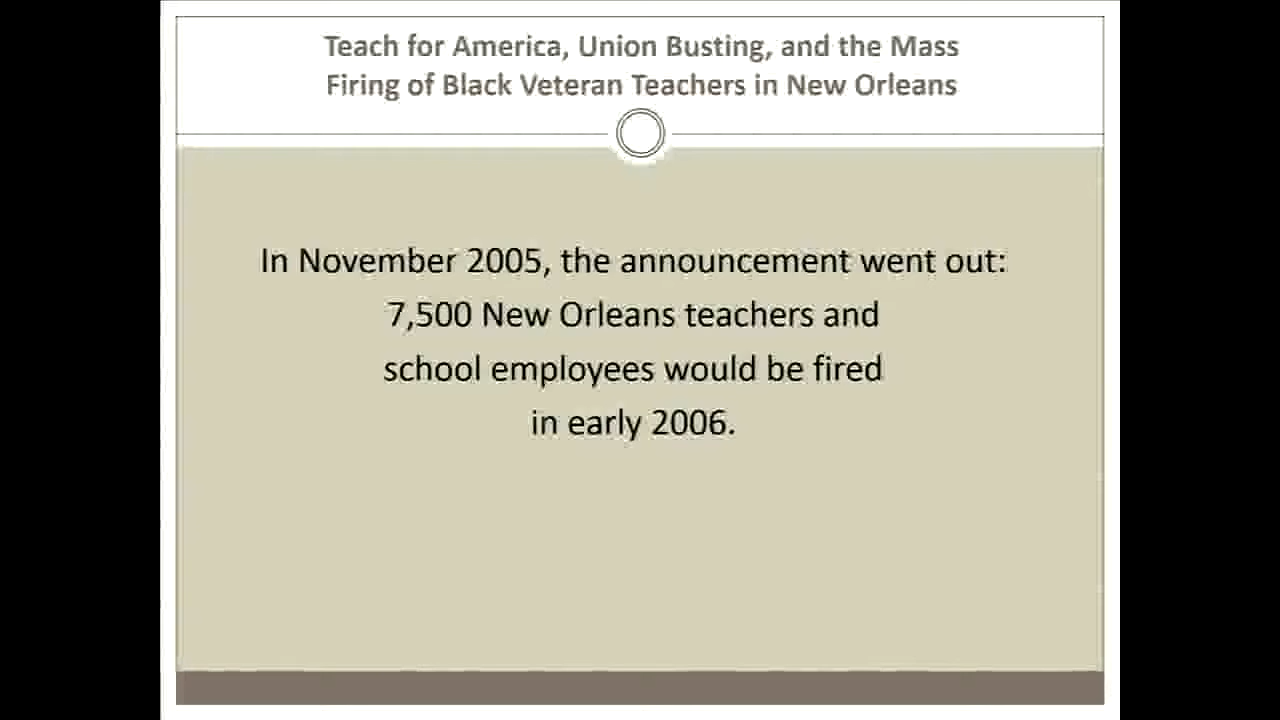 Teach for America, Union Busting, and the Mass
Firing of Black Veteran Teachers in New Orleans
In November 2005, the announcement went out:
7,500 New Orleans teachers and
school employees would be fired
in early 2006.